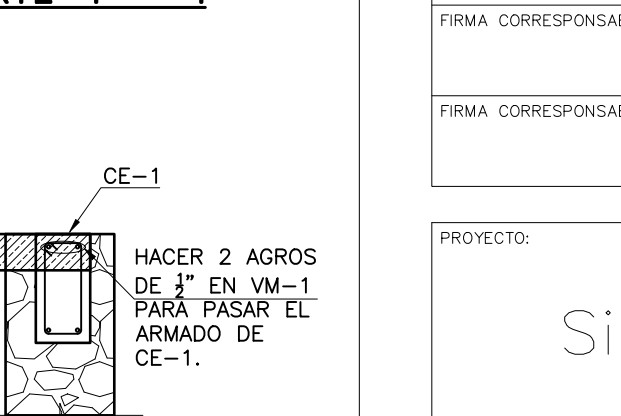 FIRMA CORRESPONSAB
FIRMA CORRESPONSAB
CE-1
HACER 2 AGROS
DE ½" EN VM-1
PARA PASAR EL
ARMADO DE
CE-1.
PROYECTO:
Si